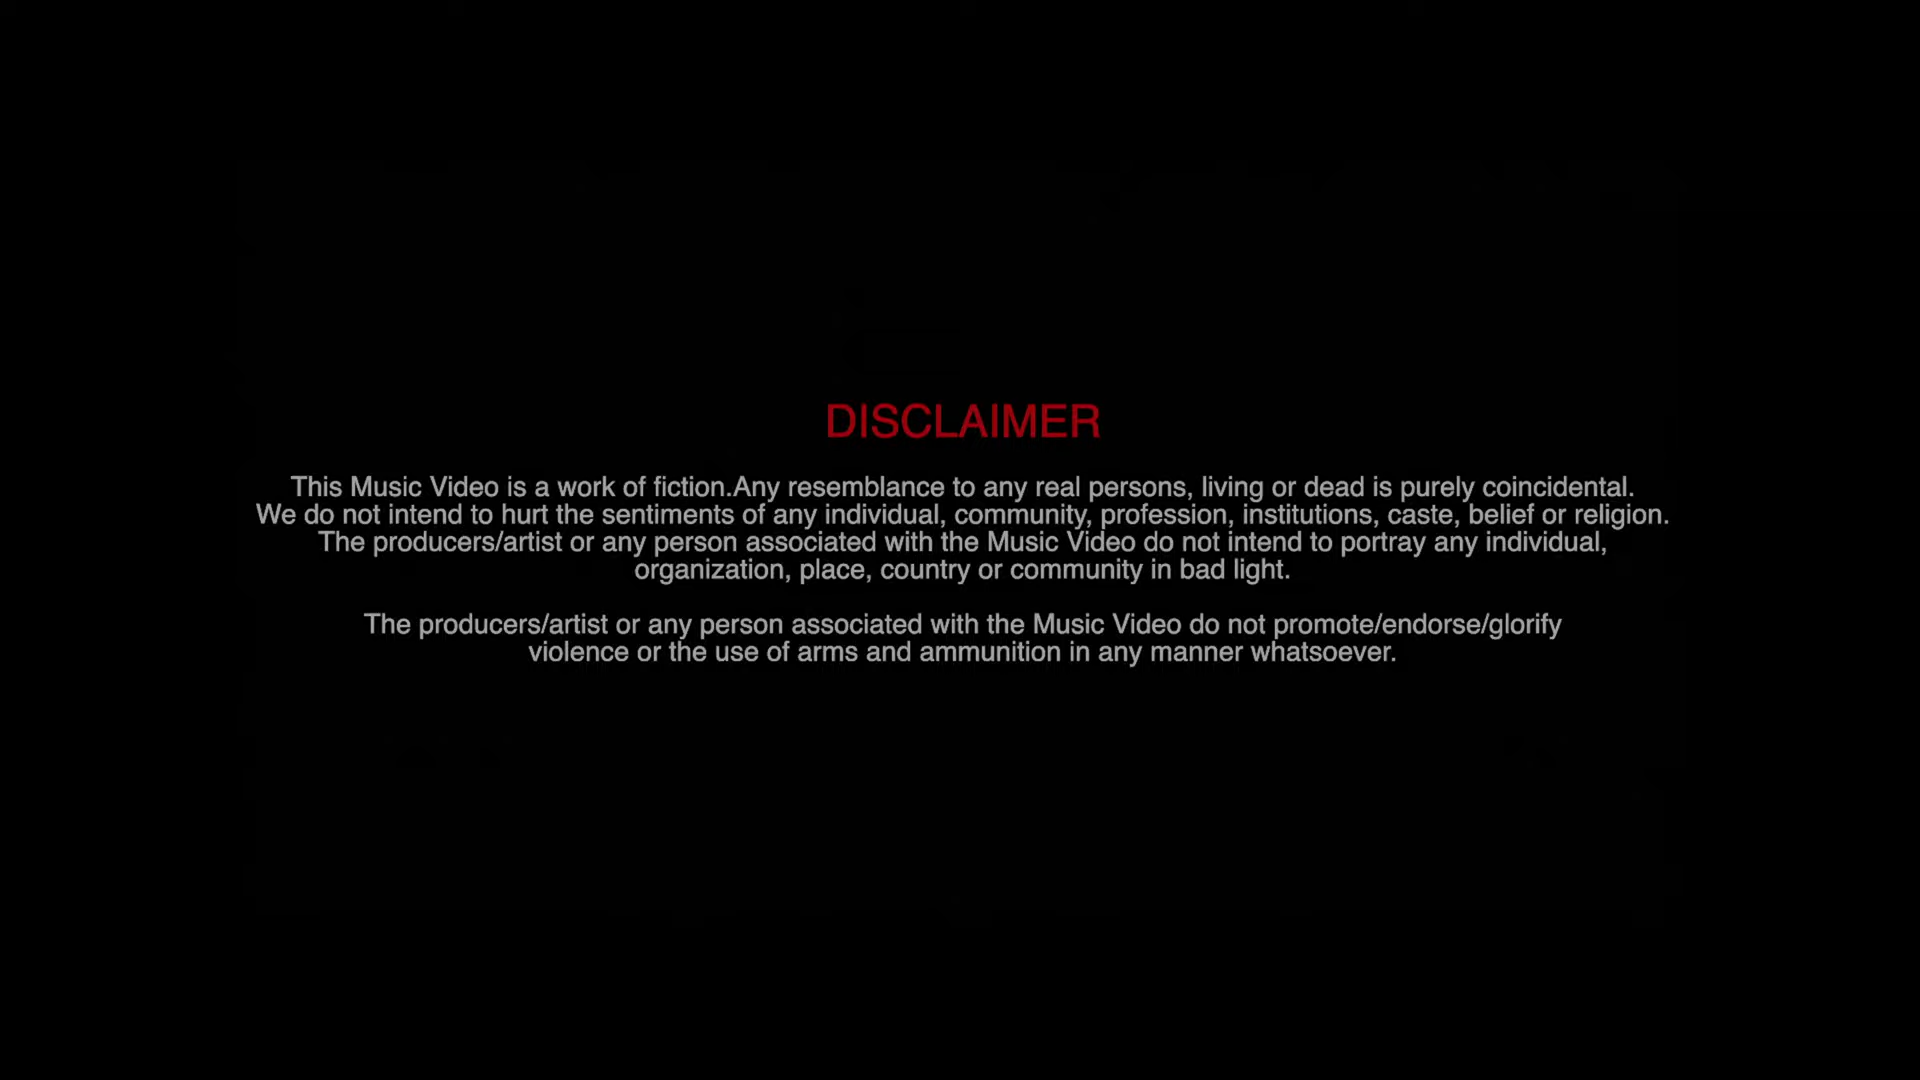 DISCLAIMER
This Music Video is a work of fiction.Any resemblance to any real persons, living or dead is purely coincidental.
We do not intend to hurt the sentiments of any individual, community, profession, institutions, caste, belief or religion.
The producers/artist or any person associated with the Music Video do not intend to portray any individual,
organization, place, country or community in bad light.
The producers/artist or any person associated with the Music Video do not promote/endorse/glorify
violence or the use of arms and ammunition in any manner whatsoever.